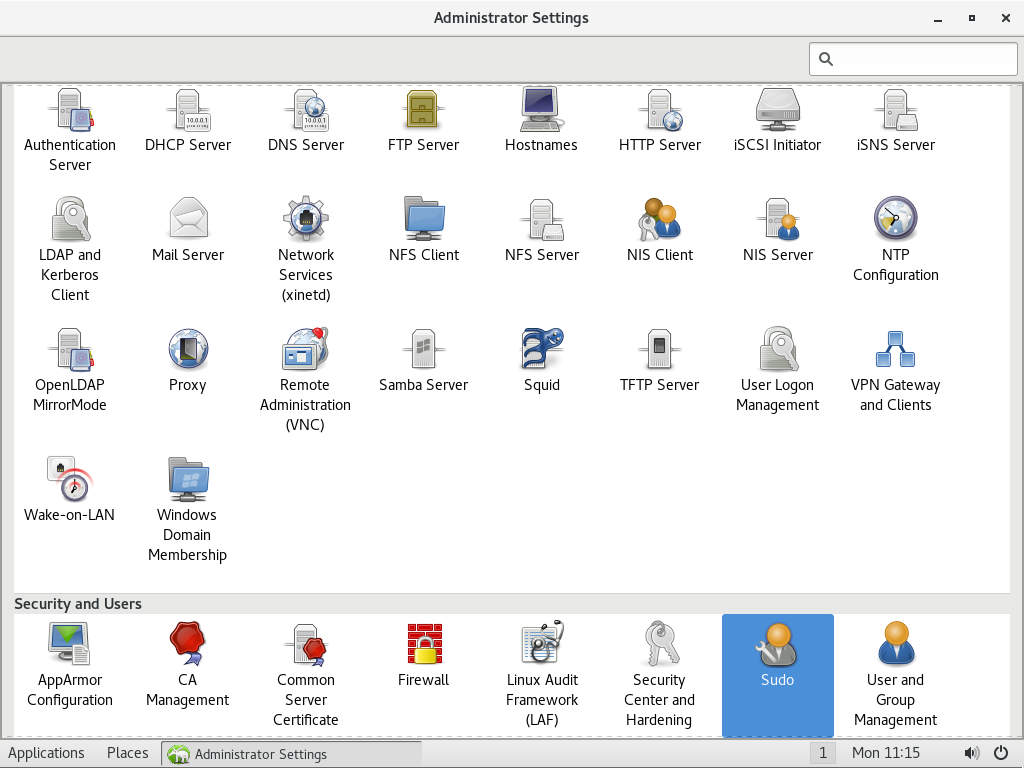 Administrator Settings
Authentication Server
DHCP Server
DNS Server
FTP Server
Hostnames
HTTP Server
iSCSI Initiator
iSNS Server
LDAP and Kerberos Client
Mail Server
Network Services (xinetd)
NFS Client
NFS Server
NIS Client
NIS Server
NTP Configuration
OpenLDAP MirrorMode
Proxy
Remote Administration (VNC)
Samba Server
Squid
TFTP Server
User Logon Management
VPN Gateway and Clients
Wake-on-LAN
Windows Domain Membership
Security and Users
AppArmor Configuration
CA Management
Common Server Certificate
Firewall
Linux Audit Framework (LAF)
Security Center and Hardening
Sudo
User and Group Management
Applications
Places
Administrator Settings
1
Mon 11:15